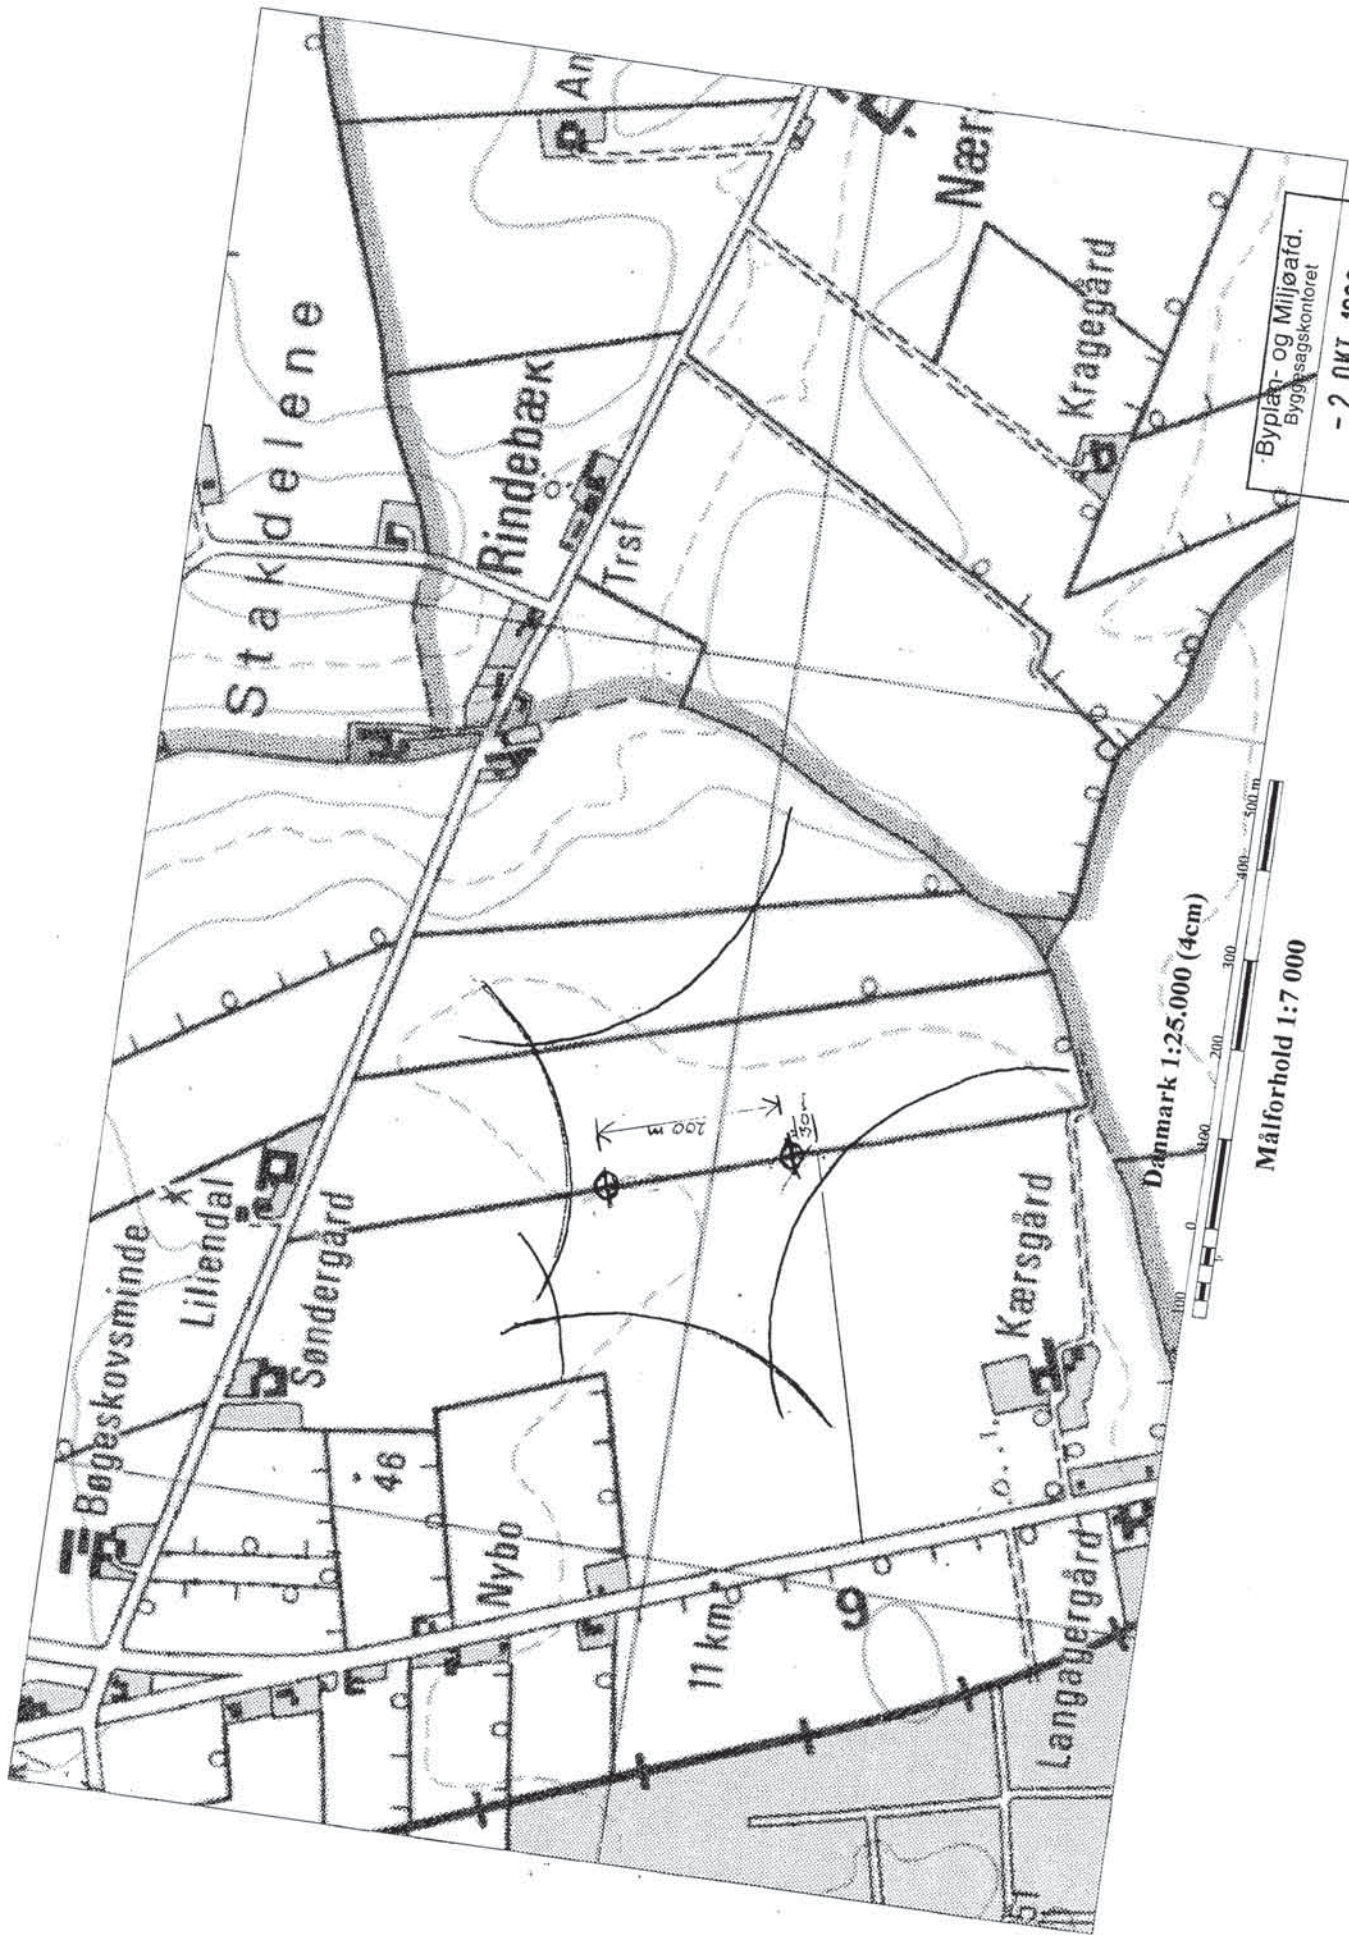 Stakdelene
Bøgeskovsminde
Liliendal
Søndergård
Rindebæk
Trsf
46
Nybo
200 m
30 m
Kærsgård
Kragegård
11 km
9
Langagergård
51
Byplan- og Miljøafd.
Byggesagskontoret
- 2 OKT.
Danmark 1:25.000 (4cm)
100 0 100 200 300 400 500 m
Målforhold 1:7 000